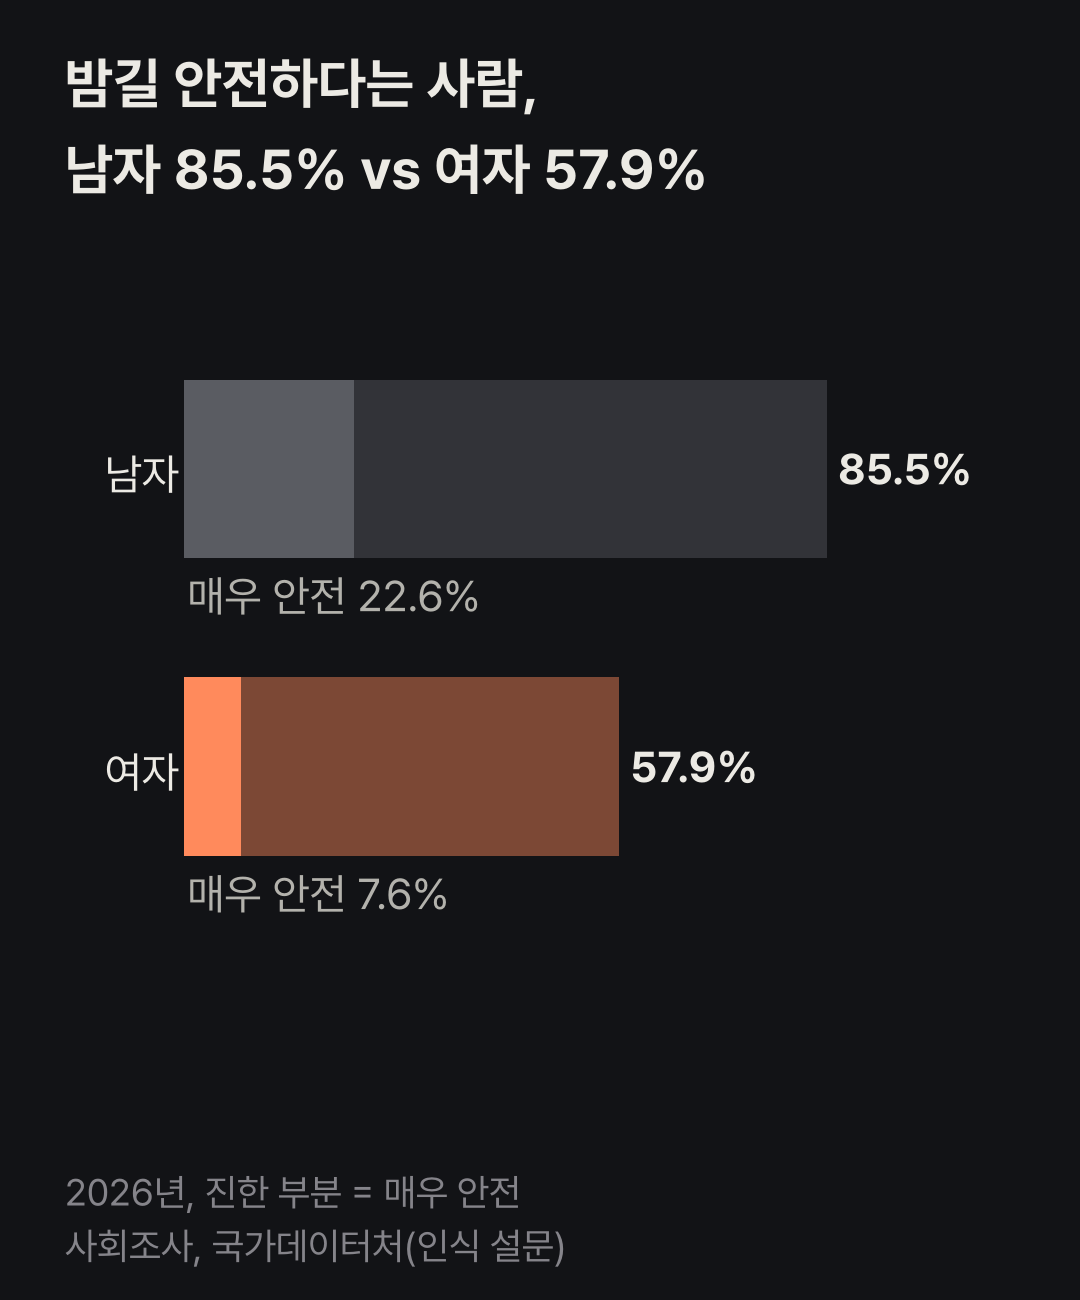 밤길 안전하다는 사람,
남자 85.5% vs 여자 57.9%
남자
85.5%
매우 안전 22.6%
여자
57.9%
매우 안전 7.6%
2026년, 진한 부분 = 매우 안전
사회조사, 국가데이터처(인식 설문)